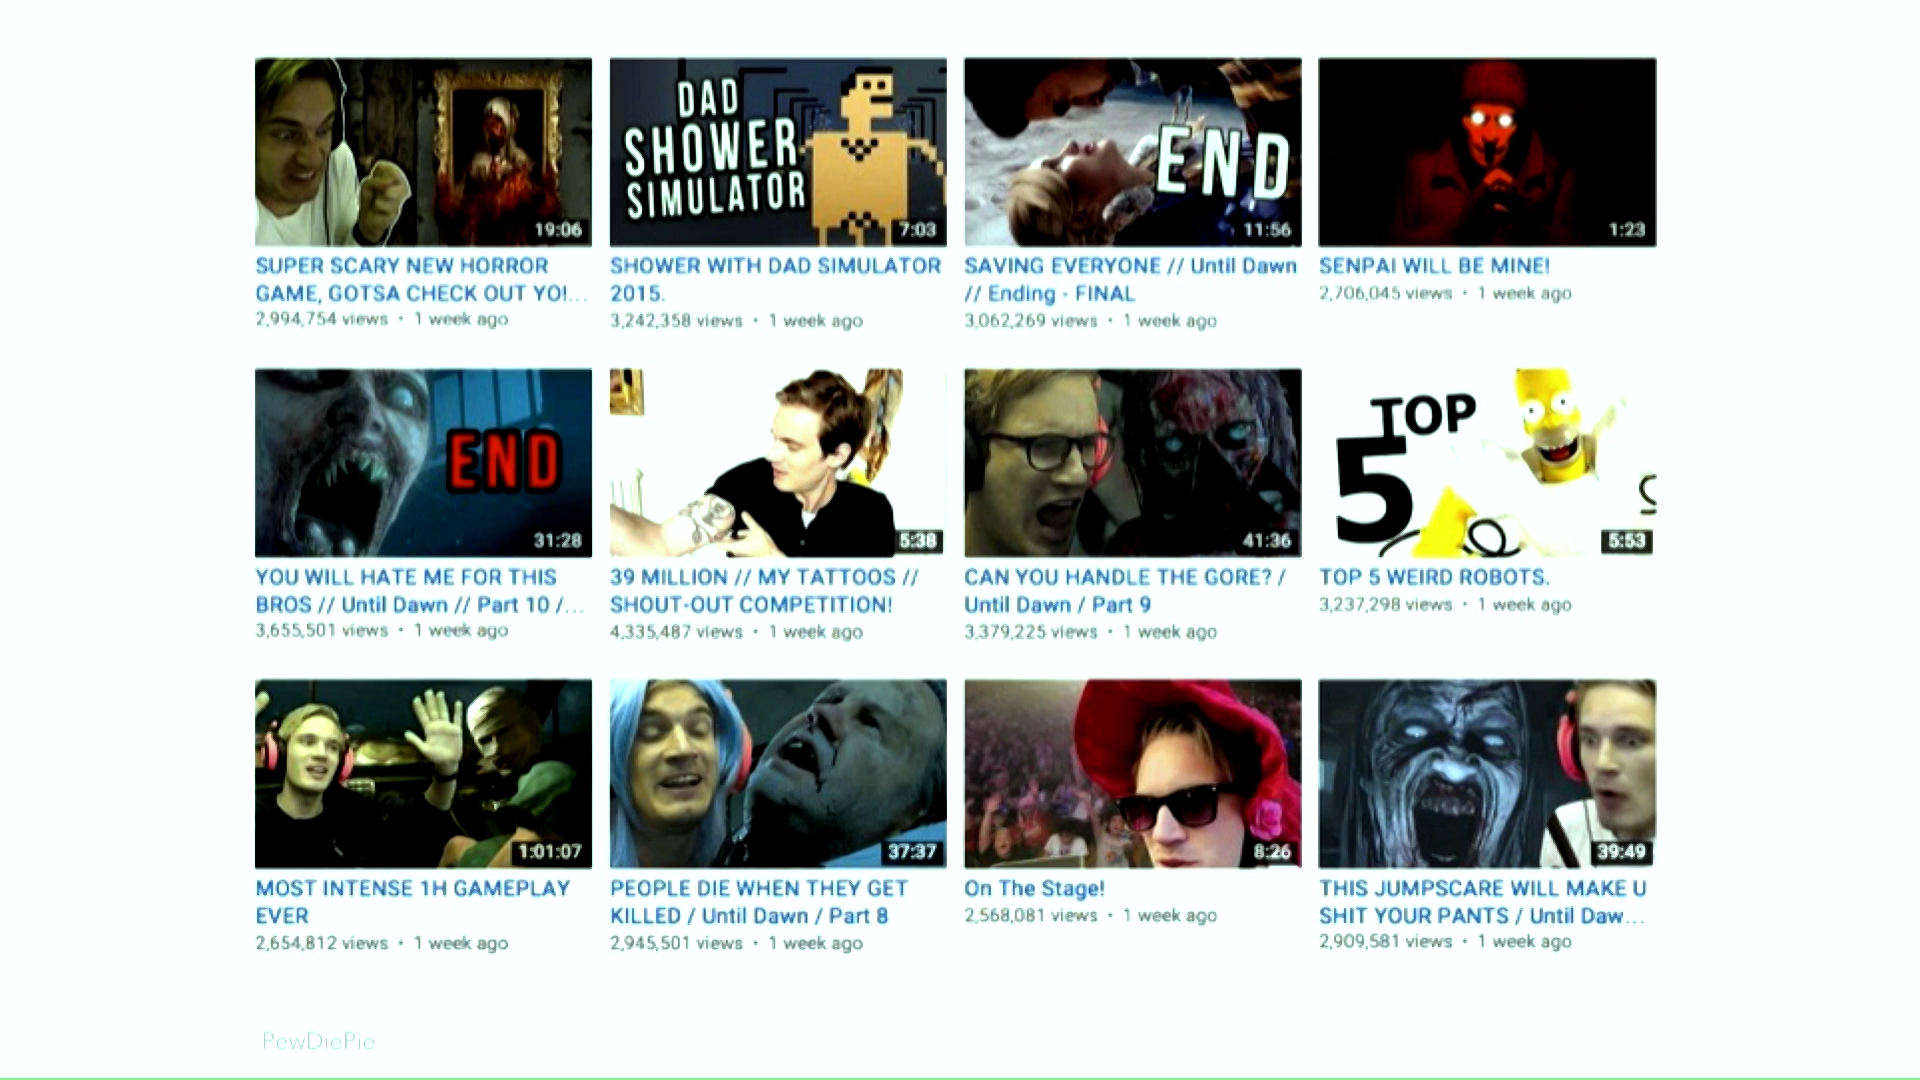 DAD
SHOWER
SIMULATOR
END
19:06
7:03
11:56
1:23
SUPER SCARY NEW HORROR
GAME, GOTSA CHECK OUT YO!...
2,994,754 views • 1 week ago
SHOWER WITH DAD SIMULATOR
2015.
3,242,358 views • 1 week ago
SAVING EVERYONE // Until Dawn
// Ending - FINAL
3,062,269 views • 1 week ago
SENPAI WILL BE MINE!
2,706,045 views • 1 week ago
END
TOP
5
31:28
5:38
41:36
5:53
YOU WILL HATE ME FOR THIS
BROS // Until Dawn // Part 10 /...
3,655,501 views • 1 week ago
39 MILLION // MY TATTOOS //
SHOUT-OUT COMPETITION!
4,335,487 views • 1 week ago
CAN YOU HANDLE THE GORE? /
Until Dawn / Part 9
3,379,225 views • 1 week ago
TOP 5 WEIRD ROBOTS.
3,237,298 views • 1 week ago
1:01:07
37:37
8:26
39:49
MOST INTENSE 1H GAMEPLAY
EVER
2,654,812 views • 1 week ago
PEOPLE DIE WHEN THEY GET
KILLED / Until Dawn / Part 8
2,945,501 views • 1 week ago
On The Stage!
2,568,081 views • 1 week ago
THIS JUMPSCARE WILL MAKE U
SHIT YOUR PANTS / Until Daw...
2,909,581 views • 1 week ago
PewDiePie